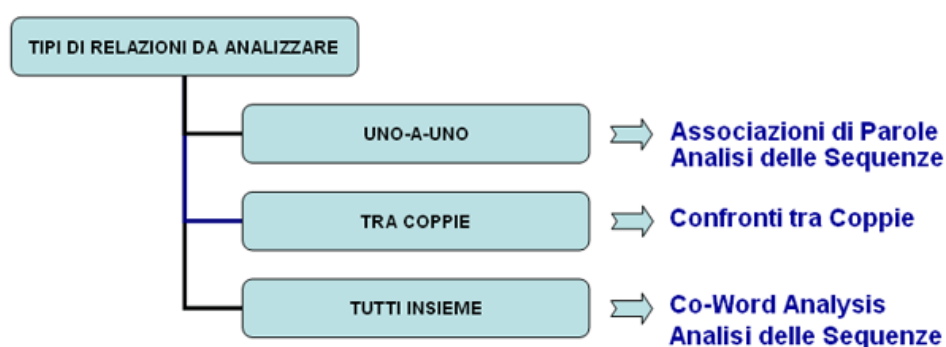 TIPI DI RELAZIONI DA ANALIZZARE
UNO-A-UNO
Associazioni di Parole
Analisi delle Sequenze
TRA COPPIE
Confronti tra Coppie
TUTTI INSIEME
Co-Word Analysis
Analisi delle Sequenze